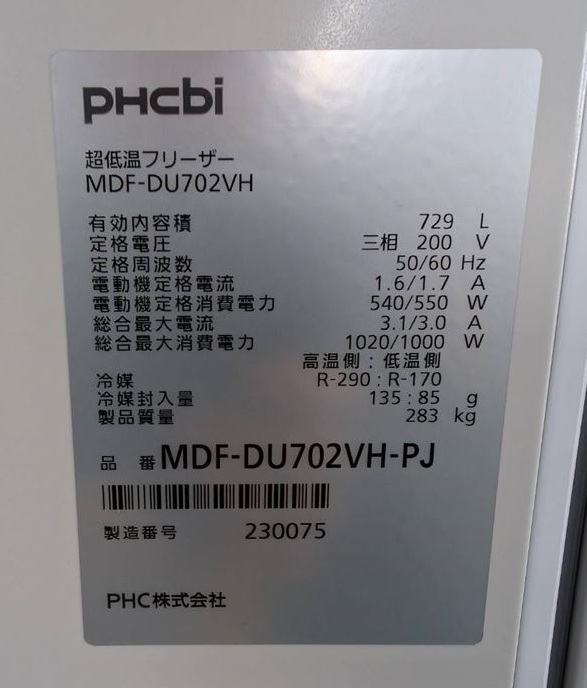 PHCbi
超低温フリーザー
MDF-DU702VH
有効内容積 729 L
定格電圧 三相 200 V
定格周波数 50/60 Hz
電動機定格電流 1.6/1.7 A
電動機定格消費電力 540/550 W
総合最大電流 3.1/3.0 A
総合最大消費電力 1020/1000 W
高温側：低温側
冷媒 R-290：R-170
冷媒封入量 135：85 g
製品質量 283 kg
品番 MDF-DU702VH-PJ
製造番号 230075
PHC株式会社